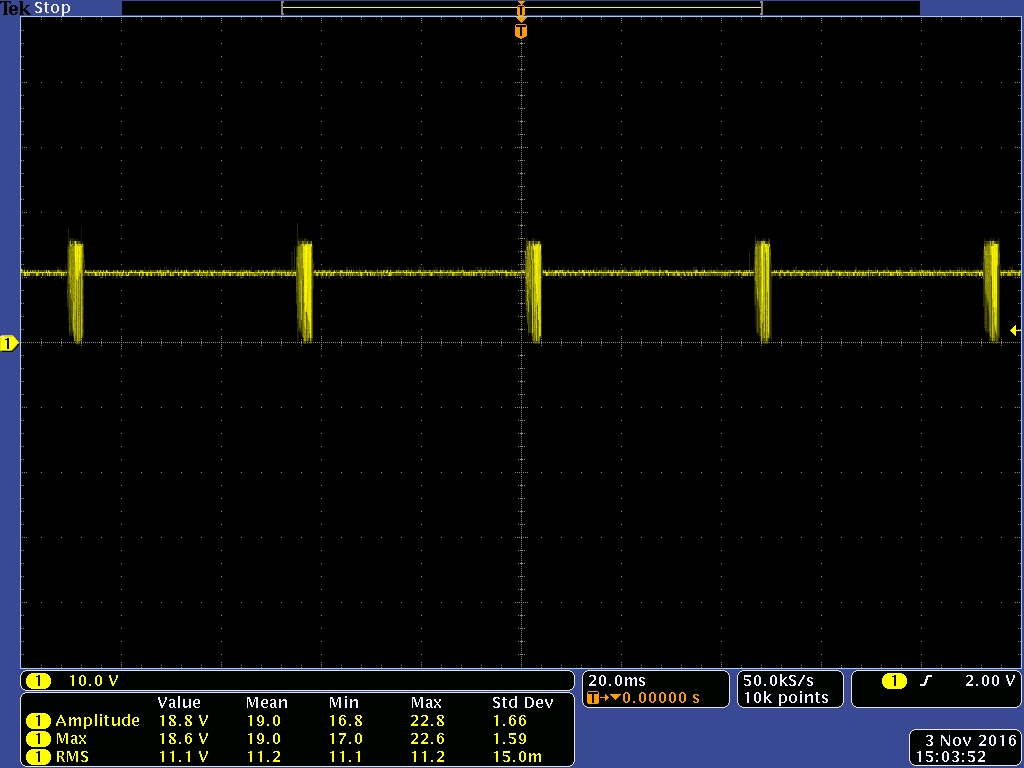 Tek Stop
T
T
1
1 10.0 V
20.0ms
T 0.00000 s
50.0kS/s
10k points
1 2.00 V
Value Mean Min Max Std Dev
1 Amplitude 18.8 V 19.0 16.8 22.8 1.66
1 Max 18.6 V 19.0 17.0 22.6 1.59
1 RMS 11.1 V 11.2 11.1 11.2 15.0m
3 Nov 2016
15:03:52